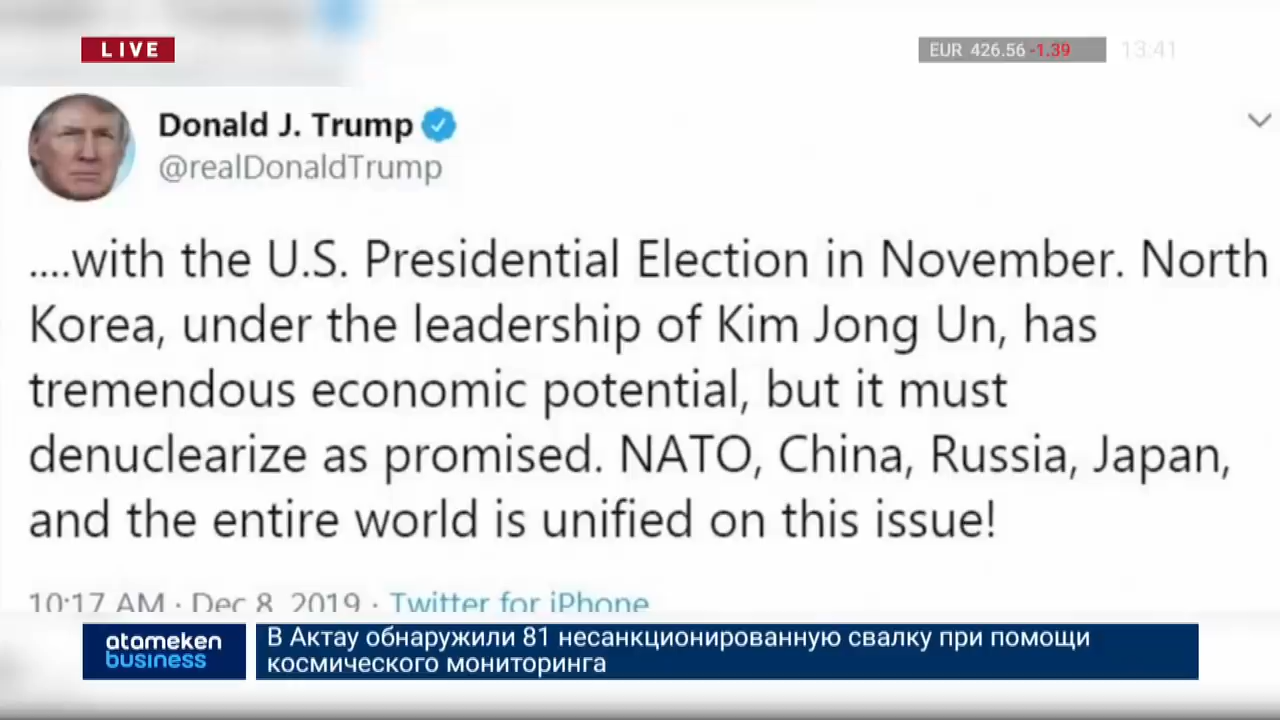 LIVE
EUR 426.56 -1.39
13:41
Donald J. Trump
@realDonaldTrump
....with the U.S. Presidential Election in November. North
Korea, under the leadership of Kim Jong Un, has
tremendous economic potential, but it must
denuclearize as promised. NATO, China, Russia, Japan,
and the entire world is unified on this issue!
10:17 AM · Dec 8, 2019 · Twitter for iPhone
atameken
business
В Актау обнаружили 81 несанкционированную свалку при помощи
космического мониторинга